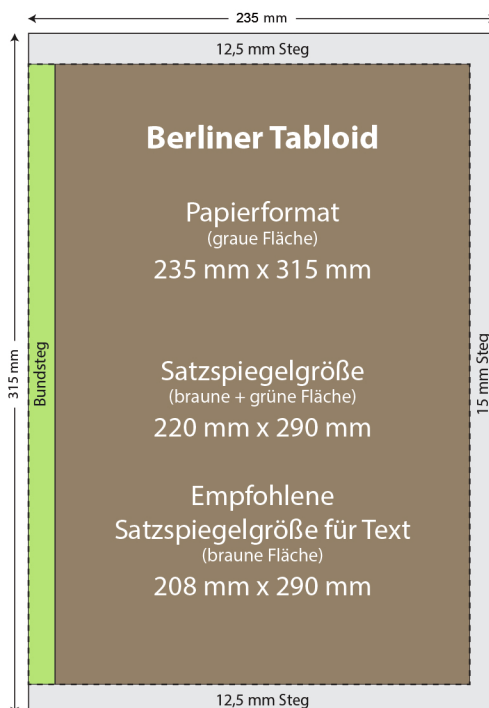 235 mm
12,5 mm Steg
Berliner Tabloid
Papierformat
(graue Fläche)
235 mm x 315 mm
315 mm
Bundsteg
Satzspiegelgröße
(braune + grüne Fläche)
220 mm x 290 mm
15 mm Steg
Empfohlene
Satzspiegelgröße für Text
(braune Fläche)
208 mm x 290 mm
12,5 mm Steg